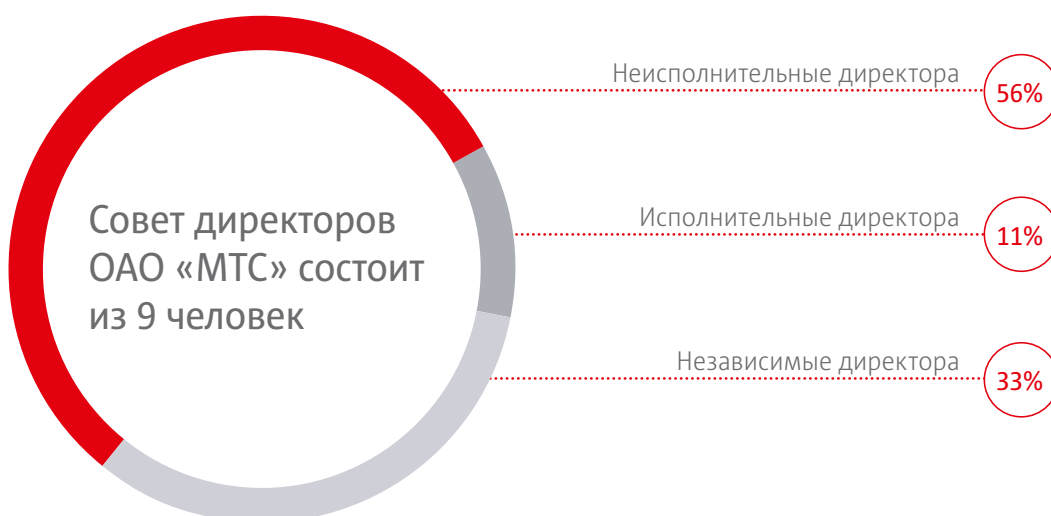 Неисполнительные директора
56%
Совет директоров
ОАО «МТС» состоит
из 9 человек
Исполнительные директора
11%
Независимые директора
33%